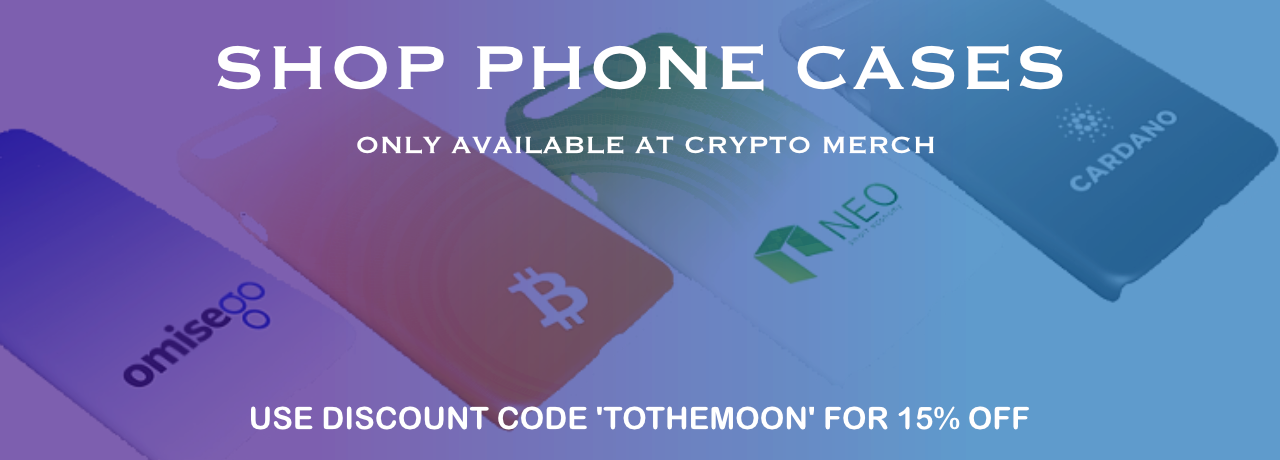 SHOP PHONE CASES
ONLY AVAILABLE AT CRYPTO MERCH
CARDANO
NEO
omisego
USE DISCOUNT CODE 'TOTHEMOON' FOR 15% OFF